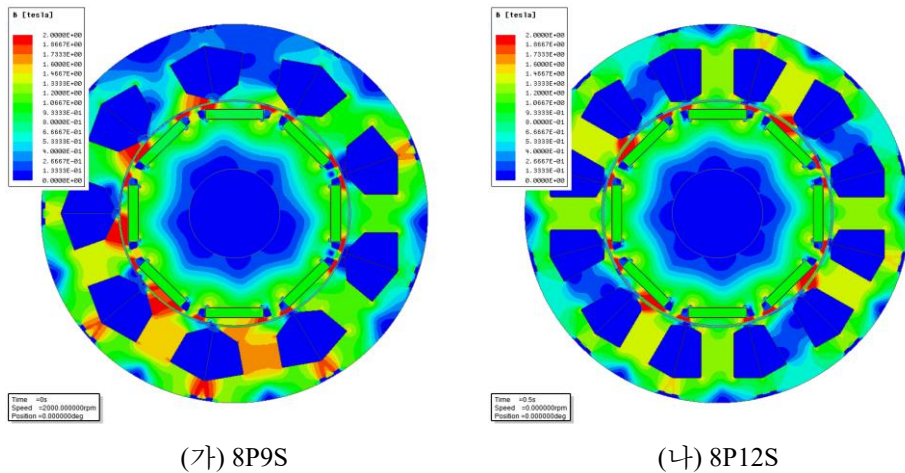 B [tesla]
2.0000E+00
1.8667E+00
1.7333E+00
1.6000E+00
1.4667E+00
1.3333E+00
1.2000E+00
1.0667E+00
9.3333E-01
8.0000E-01
6.6667E-01
5.3333E-01
4.0000E-01
2.6667E-01
1.3333E-01
0.0000E+00
Time =0s
Speed =2000.000000rpm
Position =0.000000deg
(가) 8P9S
B [tesla]
2.0000E+00
1.8667E+00
1.7333E+00
1.6000E+00
1.4667E+00
1.3333E+00
1.2000E+00
1.0667E+00
9.3333E-01
8.0000E-01
6.6667E-01
5.3333E-01
4.0000E-01
2.6667E-01
1.3333E-01
0.0000E+00
Time =0.5s
Speed =0.000000rpm
Position =0.000000deg
(나) 8P12S